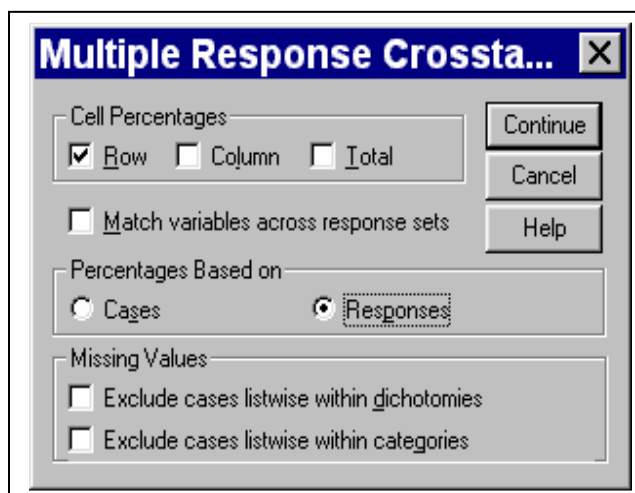 Multiple Response Crossta...
Cell Percentages
Row Column Total
Continue
Cancel
Match variables across response sets
Help
Percentages Based on
Cases Responses
Missing Values
Exclude cases listwise within dichotomies
Exclude cases listwise within categories